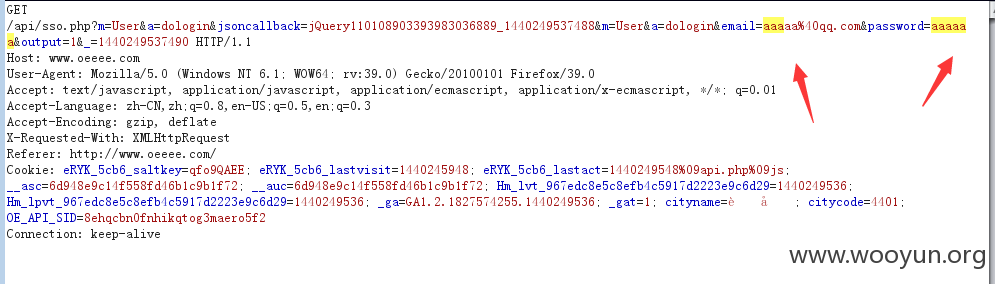 GET
/api/sso.php?m=User&a=dologin&jsoncallback=jQuery110108903393983036889_1440249537488&m=User&a=dologin&email=aaaaa%40qq.com&password=aaaaa
a&output=1&_=1440249537490 HTTP/1.1
Host: www.oeeee.com
User-Agent: Mozilla/5.0 (Windows NT 6.1; WOW64; rv:39.0) Gecko/20100101 Firefox/39.0
Accept: text/javascript, application/javascript, application/ecmascript, application/x-ecmascript, */*; q=0.01
Accept-Language: zh-CN,zh;q=0.8,en-US;q=0.5,en;q=0.3
Accept-Encoding: gzip, deflate
X-Requested-With: XMLHttpRequest
Referer: http://www.oeeee.com/
Cookie: eRYK_5cb6_saltkey=qfo9QAEE; eRYK_5cb6_lastvisit=1440245948; eRYK_5cb6_lastact=1440249548%09api.php%09js;
__asc=6d948e9c14f558fd46b1c9b1f72; __auc=6d948e9c14f558fd46b1c9b1f72; Hm_lvt_967edc8e5c8efb4c5917d2223e9c6d29=1440249536;
Hm_lpvt_967edc8e5c8efb4c5917d2223e9c6d29=1440249536; _ga=GA1.2.1827574255.1440249536; _gat=1; cityname=è å ; citycode=4401;
OE_API_SID=8ehqcbn0fnhikqtog3maero5f2
Connection: keep-alive
www.wooyun.org